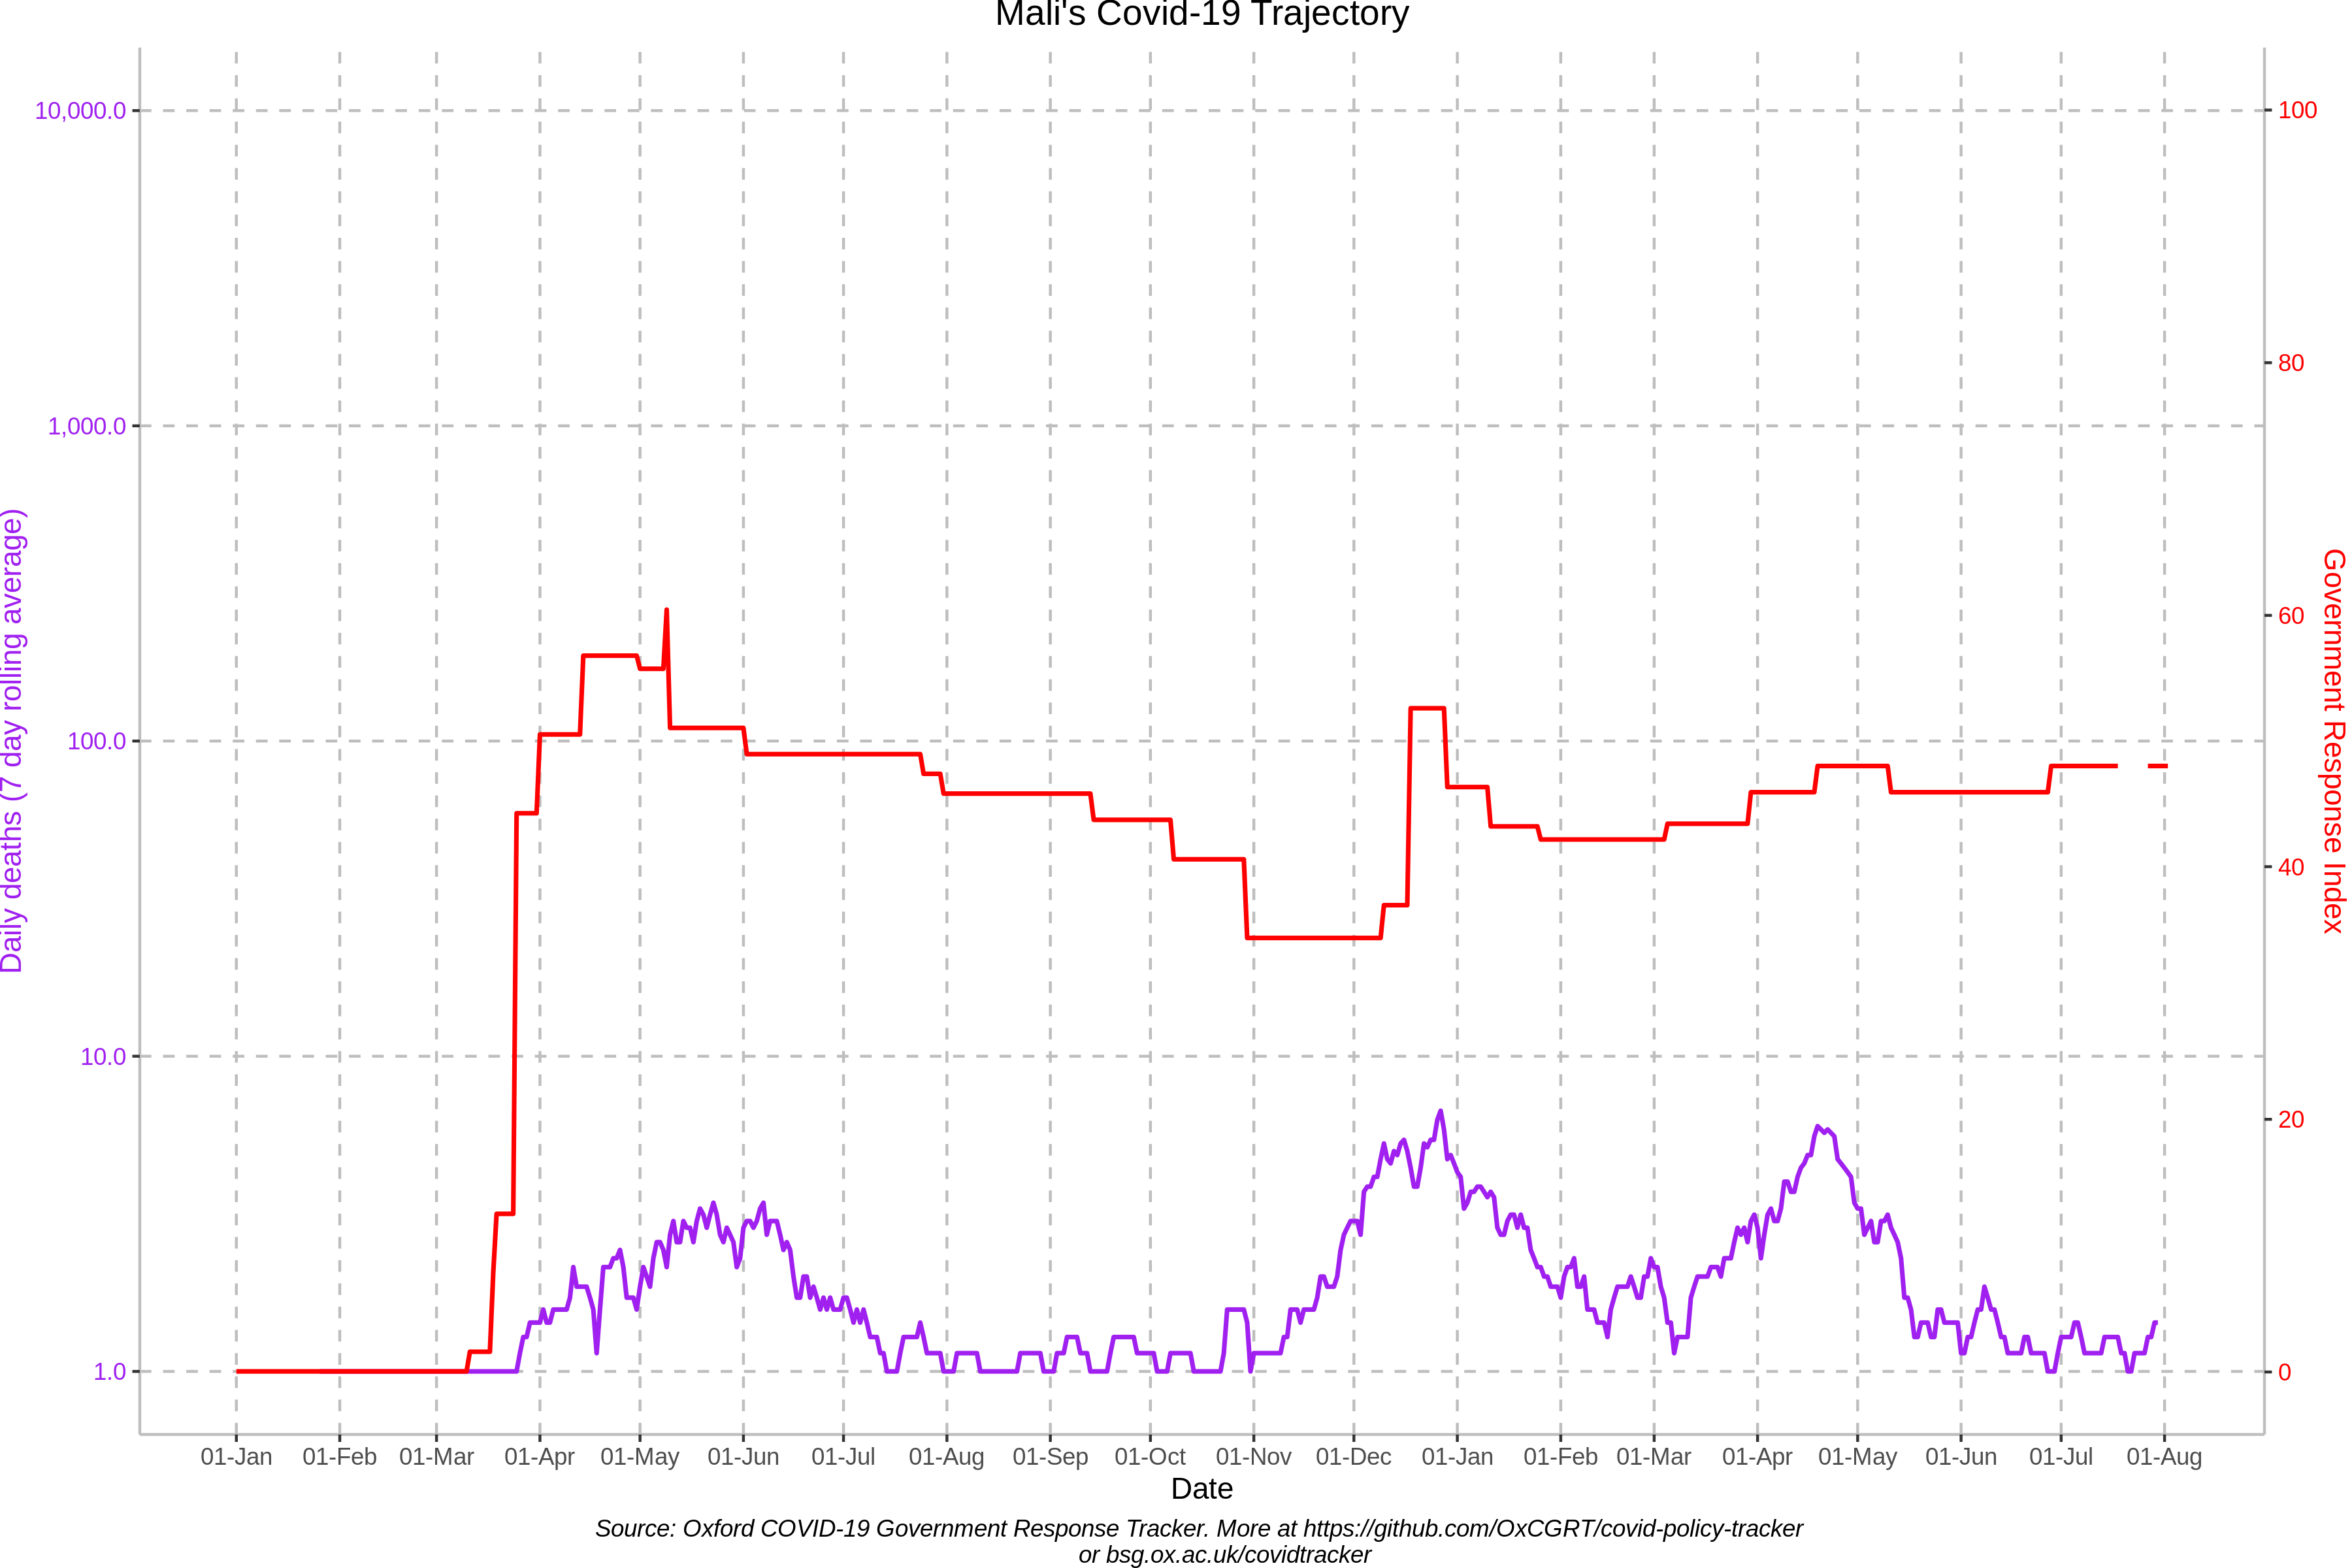 Mali's Covid-19 Trajectory
10,000.0
1,000.0
100.0
10.0
1.0
Daily deaths (7 day rolling average)
100
80
60
40
20
0
Government Response Index
01-Jan 01-Feb 01-Mar 01-Apr 01-May 01-Jun 01-Jul 01-Aug 01-Sep 01-Oct 01-Nov 01-Dec 01-Jan 01-Feb 01-Mar 01-Apr 01-May 01-Jun 01-Jul 01-Aug
Date
Source: Oxford COVID-19 Government Response Tracker. More at https://github.com/OxCGRT/covid-policy-tracker
or bsg.ox.ac.uk/covidtracker